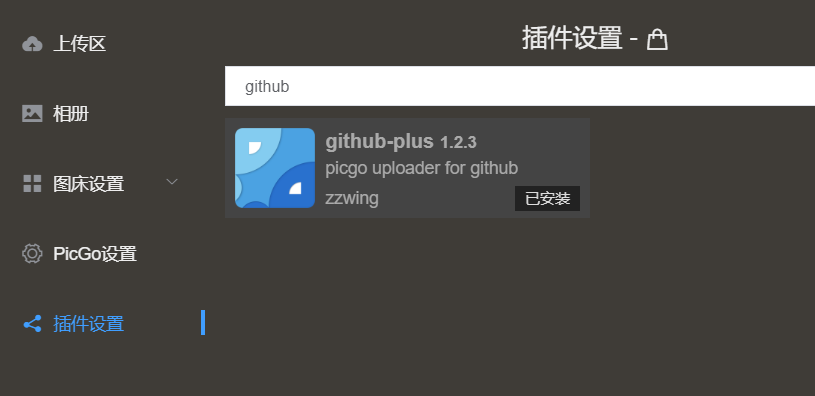 上传区
相册
图床设置
PicGo设置
插件设置
插件设置 -
github
github-plus 1.2.3
picgo uploader for github
zzwing
已安装